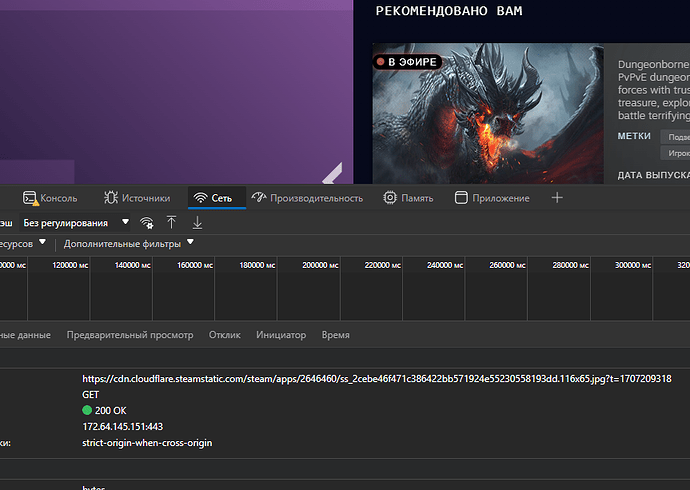 РЕКОМЕНДОВАНО ВАМ
В ЭФИРЕ
Dungeonborne
PvPvE dungeon
forces with trus
treasure, explo
battle terrifying
МЕТКИ Подве
Игрок
ДАТА ВЫПУСКА
Консоль Источники Сеть Производительность Память Приложение
эш Без регулирования
есурсов Дополнительные фильтры
0000 мс 120000 мс 140000 мс 160000 мс 180000 мс 200000 мс 220000 мс 240000 мс 260000 мс 280000 мс 300000 мс 320
ные данные Предварительный просмотр Отклик Инициатор Время
https://cdn.cloudflare.steamstatic.com/steam/apps/2646460/ss_2cebe46f471c386422bb571924e55230558193dd.116x65.jpg?t=1707209318
GET
200 OK
172.64.145.151:443
ки: strict-origin-when-cross-origin
bytes